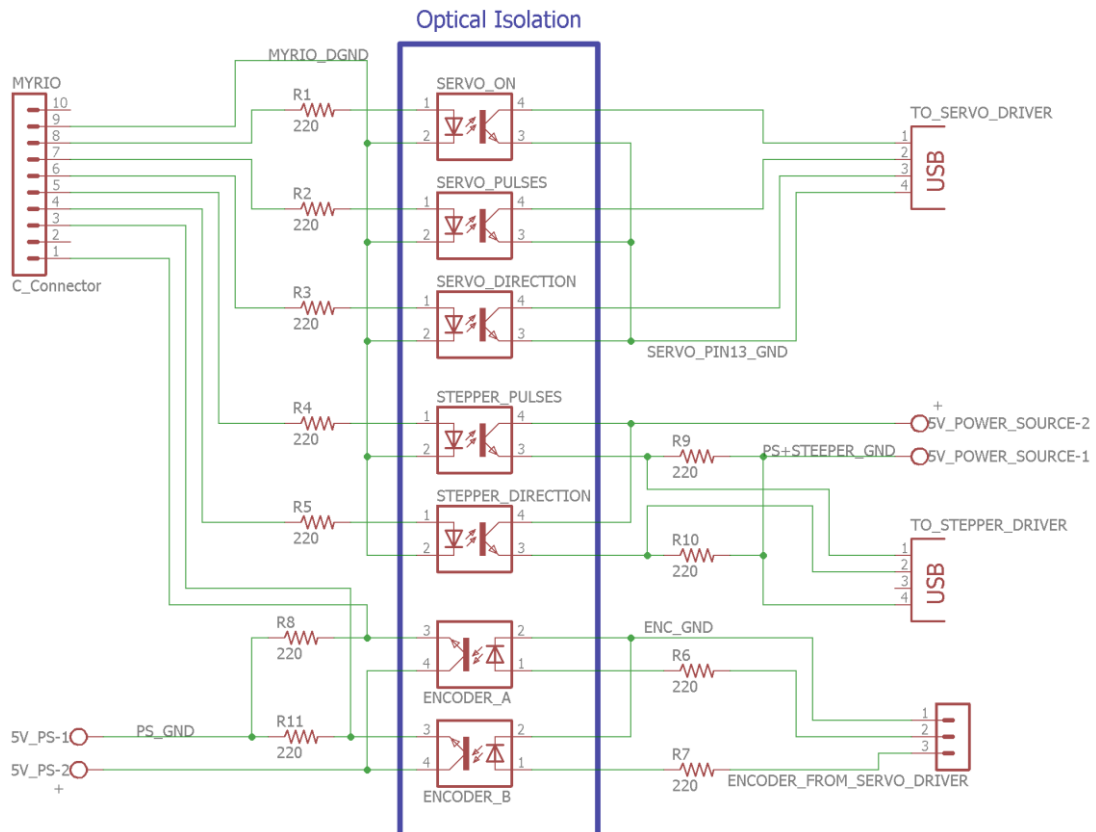 Optical Isolation
MYRIO_DGND
MYRIO
10
9
8
7
6
5
4
3
2
1
C_Connector
R1
220
R2
220
R3
220
R4
220
R5
220
SERVO_ON
1
2
4
3
SERVO_PULSES
1
2
4
3
SERVO_DIRECTION
1
2
4
3
SERVO_PIN13_GND
STEPPER_PULSES
1
2
4
3
STEPPER_DIRECTION
1
2
4
3
TO_SERVO_DRIVER
1
2
3
4
USB
+
5V_POWER_SOURCE-2
PS+STEEPER_GND
5V_POWER_SOURCE-1
R9
220
R10
220
TO_STEPPER_DRIVER
1
2
3
4
USB
R8
220
R11
220
PS_GND
5V_PS-1
5V_PS-2
+
3
4
2
1
ENCODER_A
3
4
2
1
ENCODER_B
ENC_GND
R6
220
R7
220
1
2
3
ENCODER_FROM_SERVO_DRIVER